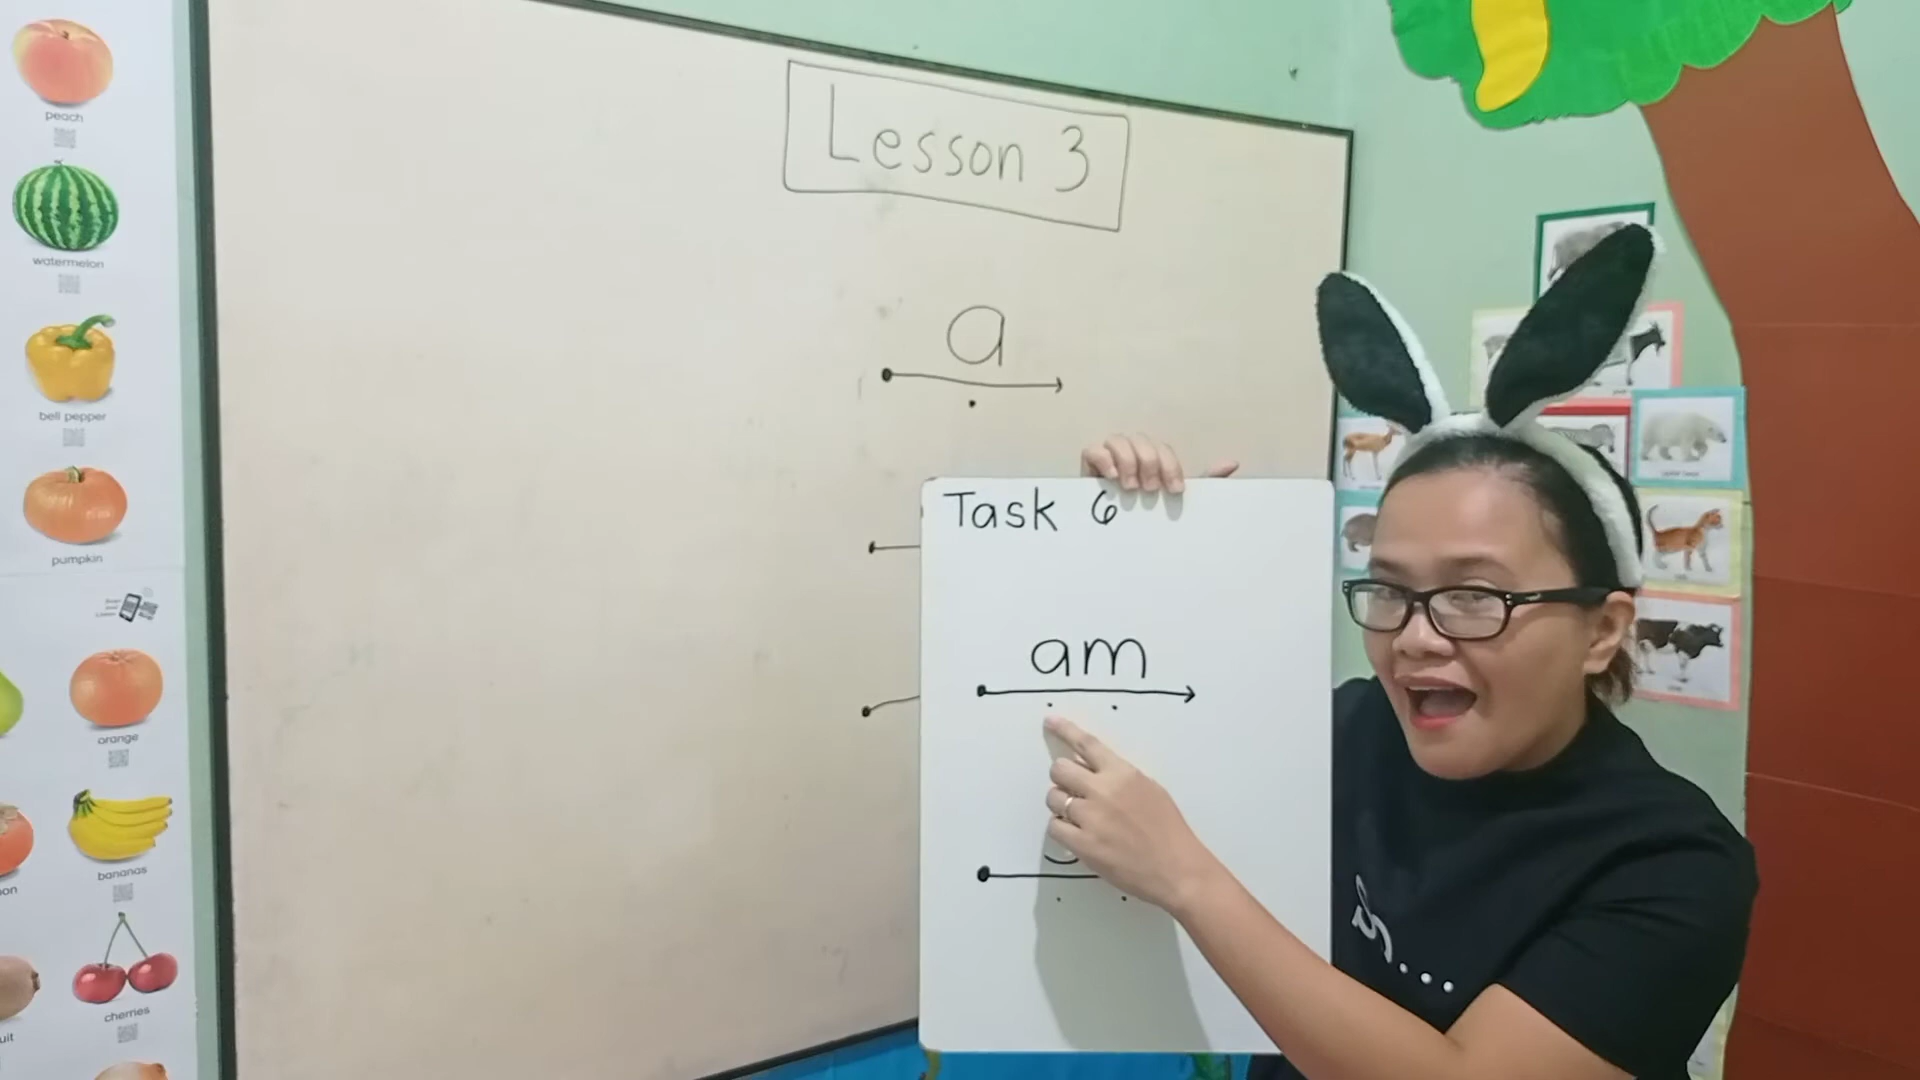 peach
watermelon
bell pepper
pumpkin
orange
bananas
cherries
Lesson 3
a
Task 6
am